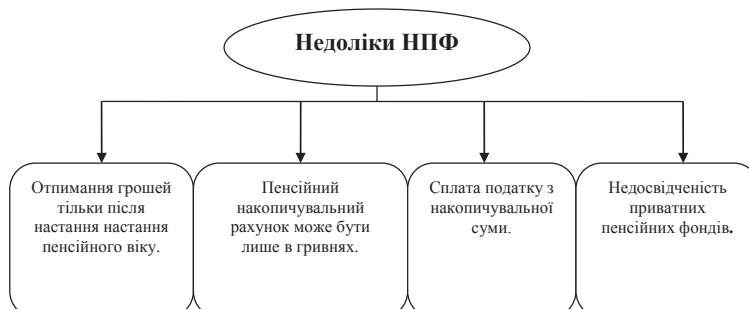 Недоліки НПФ
Отпимання грошей
тільки після
настання настання
пенсійного віку.
Пенсійний
накопичувальний
рахунок може бути
лише в гривнях.
Сплата податку з
накопичувальної
суми.
Недосвідченість
приватних
пенсійних фондів.